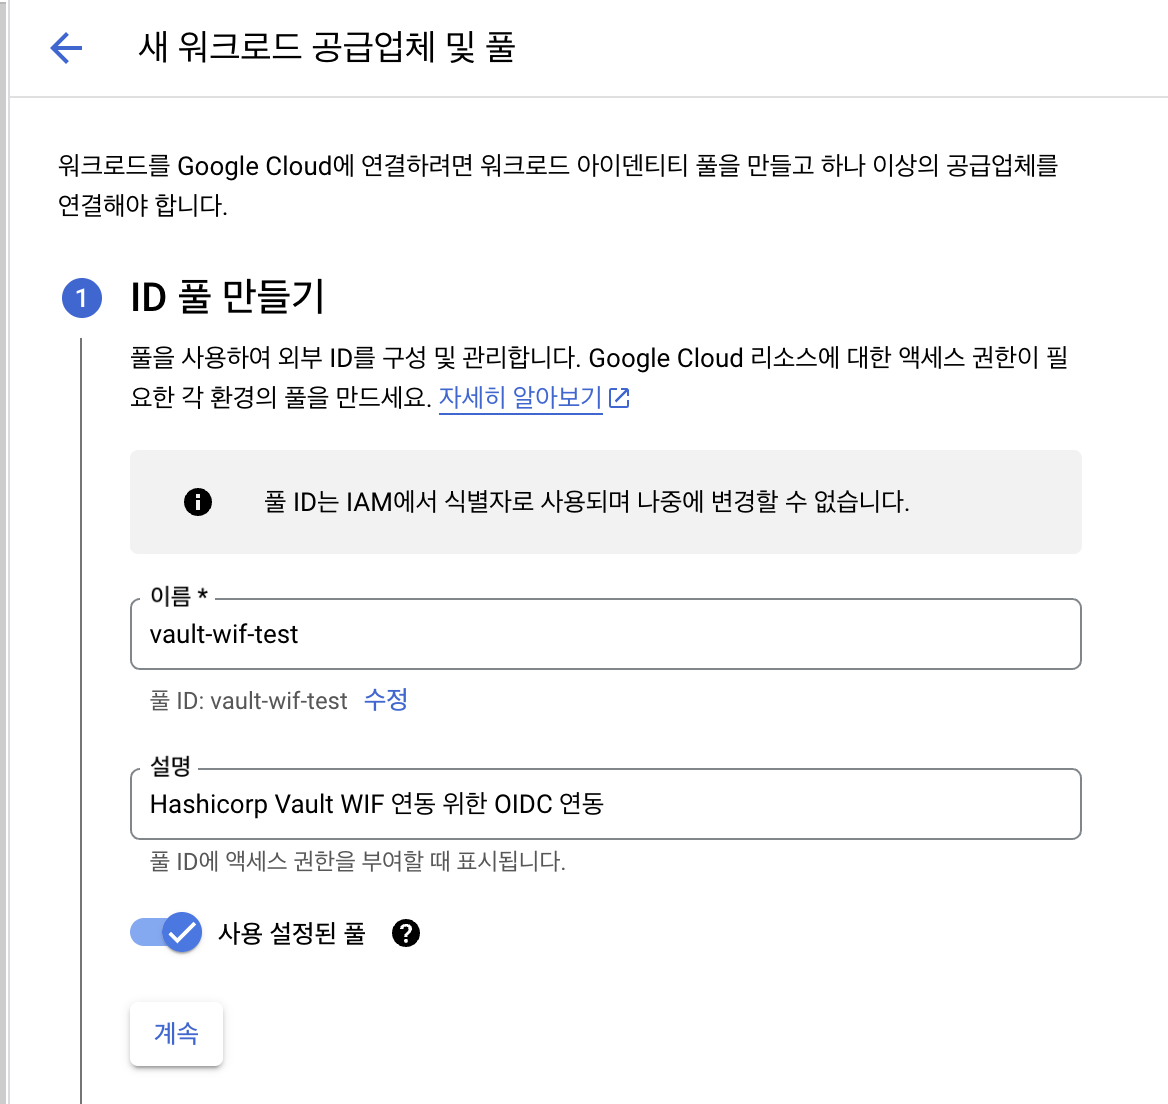 새 워크로드 공급업체 및 풀
워크로드를 Google Cloud에 연결하려면 워크로드 아이덴티티 풀을 만들고 하나 이상의 공급업체를
연결해야 합니다.
1 ID 풀 만들기
풀을 사용하여 외부 ID를 구성 및 관리합니다. Google Cloud 리소스에 대한 액세스 권한이 필
요한 각 환경의 풀을 만드세요. 자세히 알아보기
풀 ID는 IAM에서 식별자로 사용되며 나중에 변경할 수 없습니다.
이름 *
vault-wif-test
풀 ID: vault-wif-test 수정
설명
Hashicorp Vault WIF 연동 위한 OIDC 연동
풀 ID에 액세스 권한을 부여할 때 표시됩니다.
사용 설정된 풀
계속